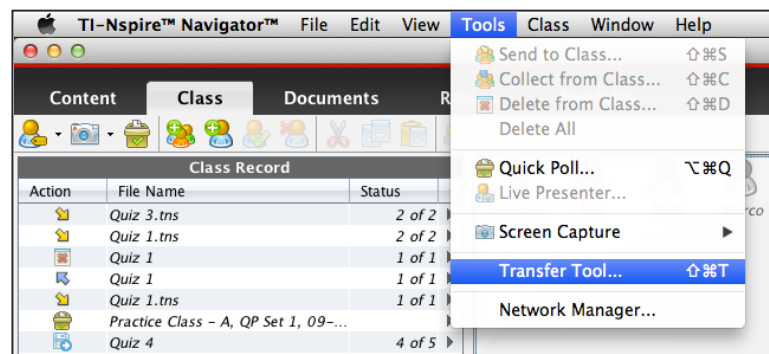 TI-Nspire™ Navigator™ File Edit View Tools Class Window Help
Content Class Documents R
Send to Class... ⇧⌘S
Collect from Class... ⇧⌘C
Delete from Class... ⇧⌘D
Delete All
Quick Poll... ⌥⌘Q
Live Presenter...
Screen Capture ▶
Transfer Tool... ⇧⌘T
Network Manager...
Class Record
Action File Name Status
Quiz 3.tns 2 of 2
Quiz 1.tns 2 of 2
Quiz 1 1 of 1
Quiz 1 1 of 1
Quiz 1.tns 1 of 1
Practice Class - A, QP Set 1, 09-...
Quiz 4 4 of 5
rco